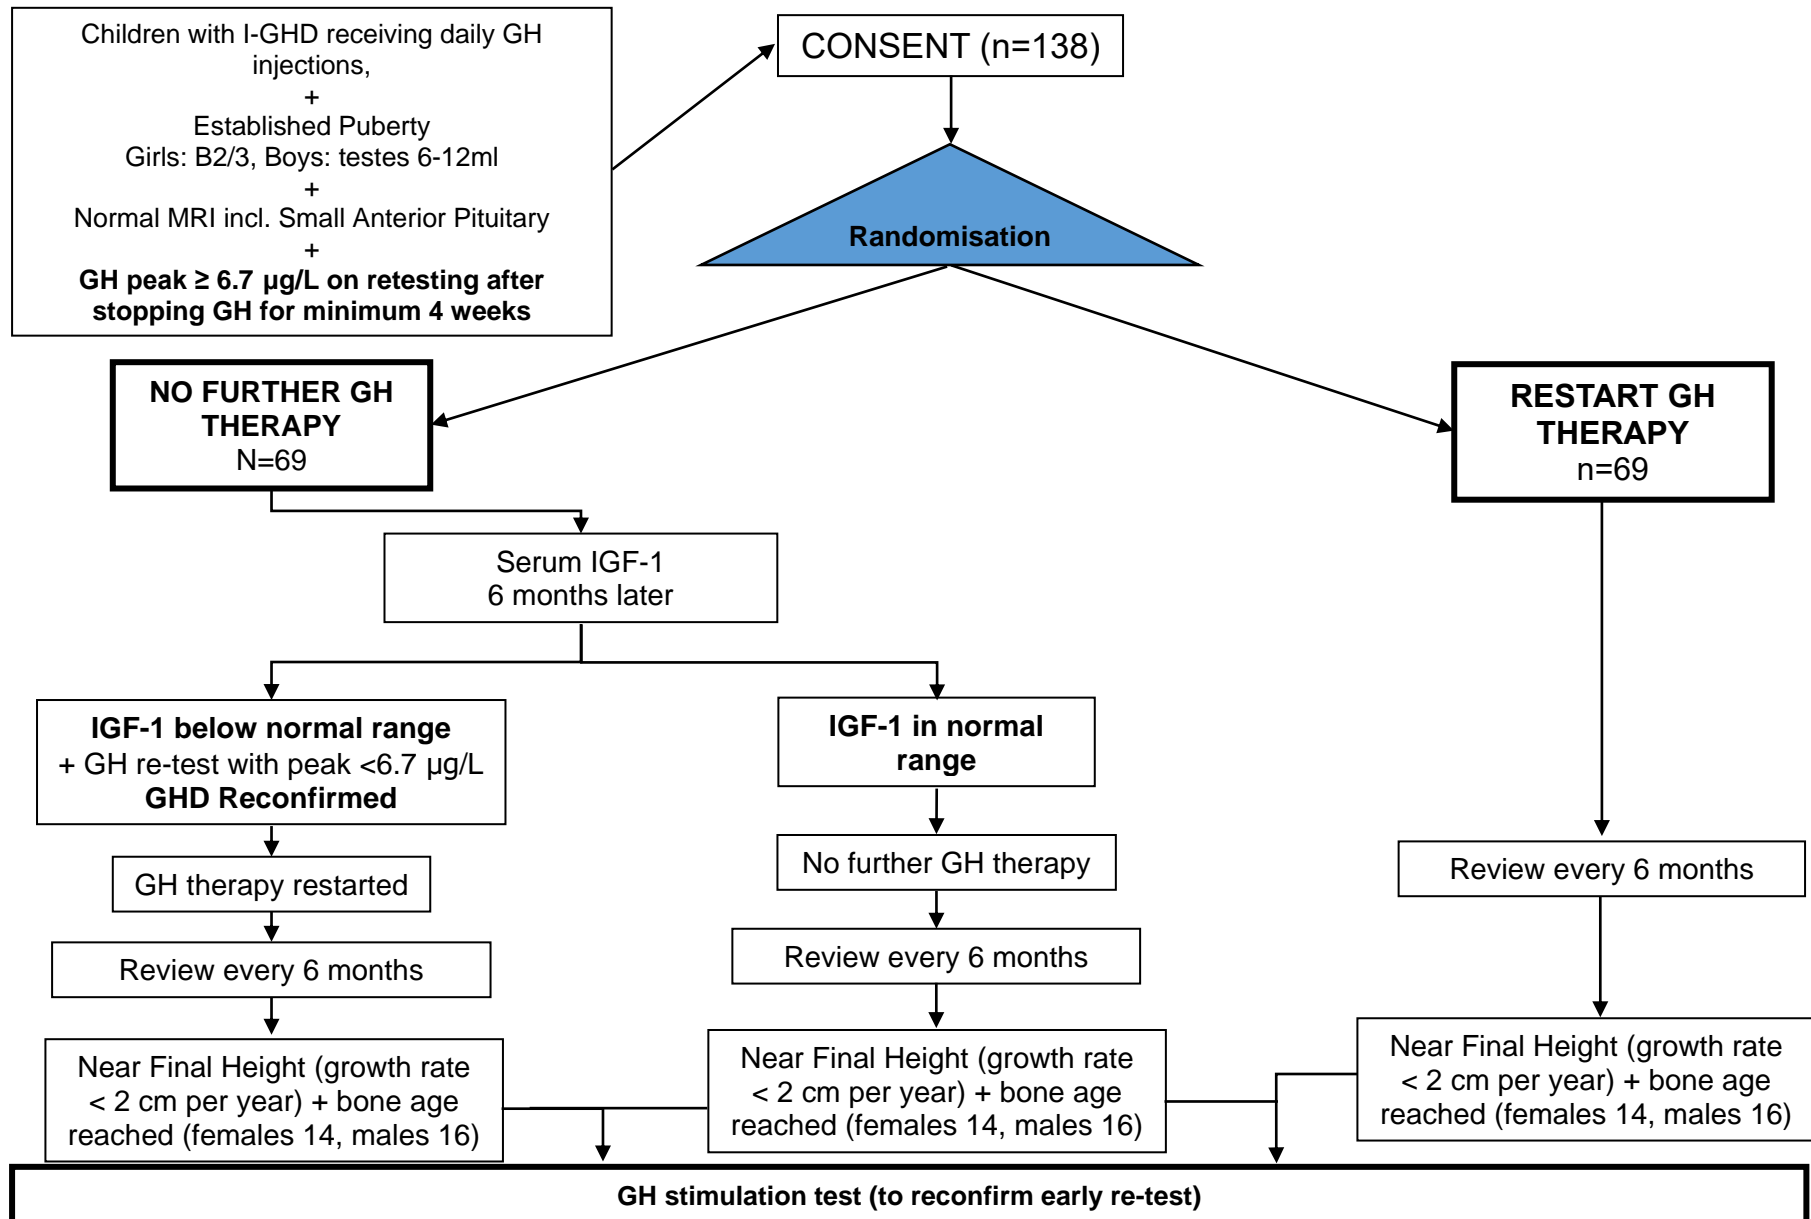 Children with I-GHD receiving daily GH
injections,
+
Established Puberty
Girls: B2/3, Boys: testes 6-12ml
+
Normal MRI incl. Small Anterior Pituitary
+
GH peak ≥ 6.7 µg/L on retesting after
stopping GH for minimum 4 weeks
CONSENT (n=138)
Randomisation
NO FURTHER GH
THERAPY
N=69
RESTART GH
THERAPY
n=69
Serum IGF-1
6 months later
IGF-1 below normal range
+ GH re-test with peak <6.7 µg/L
GHD Reconfirmed
IGF-1 in normal
range
GH therapy restarted
No further GH therapy
Review every 6 months
Review every 6 months
Review every 6 months
Near Final Height (growth rate
< 2 cm per year) + bone age
reached (females 14, males 16)
Near Final Height (growth rate
< 2 cm per year) + bone age
reached (females 14, males 16)
Near Final Height (growth rate
< 2 cm per year) + bone age
reached (females 14, males 16)
GH stimulation test (to reconfirm early re-test)